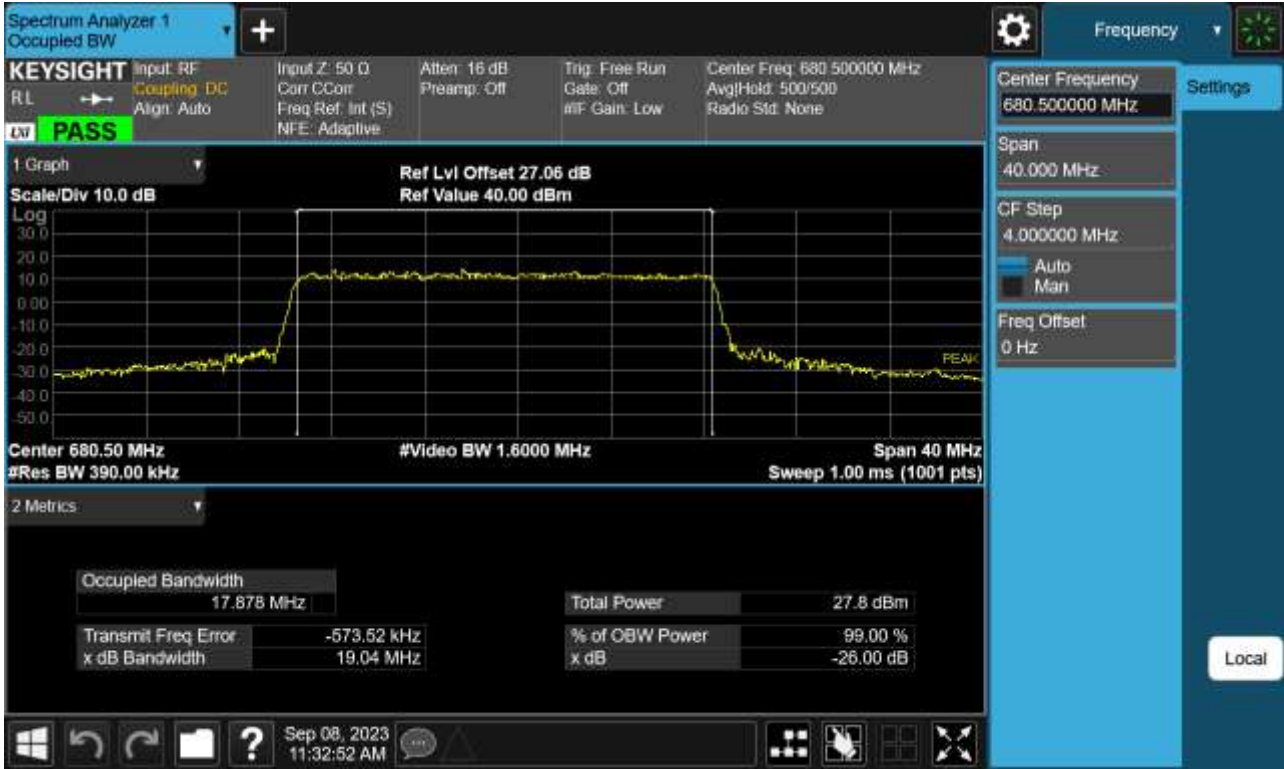 Spectrum Analyzer 1
Occupied BW
Frequency
KEYSIGHT
RL
LXI
PASS
Input: RF
Coupling: DC
Align: Auto
Input Z: 50 Ω
Corr CCorr
Freq Ref: Int (S)
NFE: Adaptive
Atten: 16 dB
Preamp: Off
Trig: Free Run
Gate: Off
#IF Gain: Low
Center Freq: 680.500000 MHz
Avg|Hold: 500/500
Radio Std: None
Center Frequency
680.500000 MHz
Settings
Span
40.000 MHz
CF Step
4.000000 MHz
Auto
Man
Freq Offset
0 Hz
Local
1 Graph
Scale/Div 10.0 dB
Ref Lvl Offset 27.06 dB
Ref Value 40.00 dBm
Log
30.0
20.0
10.0
0.00
-10.0
-20.0
-30.0
-40.0
-50.0
PEAK
Center 680.50 MHz
#Video BW 1.6000 MHz
Span 40 MHz
#Res BW 390.00 kHz
Sweep 1.00 ms (1001 pts)
2 Metrics
Occupied Bandwidth
17.878 MHz
Total Power 27.8 dBm
Transmit Freq Error -573.52 kHz
% of OBW Power 99.00 %
x dB Bandwidth 19.04 MHz
x dB -26.00 dB
?
Sep 08, 2023
11:32:52 AM